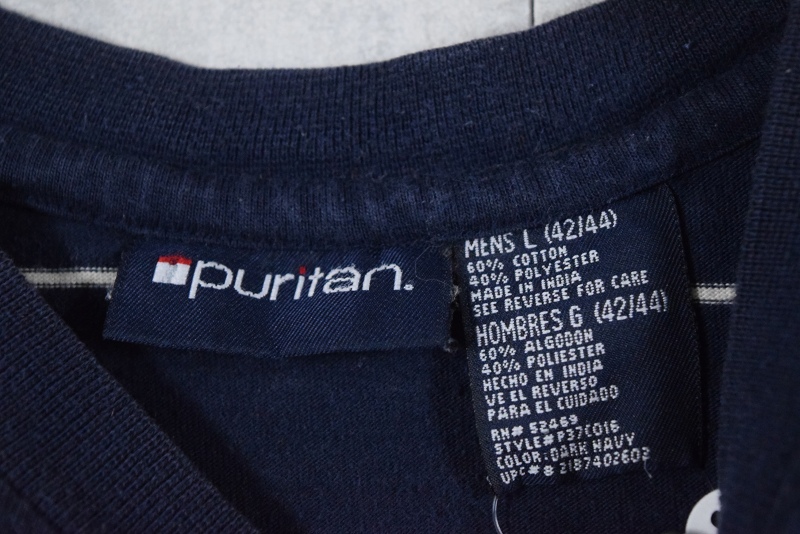 puritan.
MENS L (42/44)
60% COTTON
40% POLYESTER
MADE IN INDIA
SEE REVERSE FOR CARE
HOMBRES G (42/44)
60% ALGODON
40% POLIESTER
HECHO EN INDIA
VE EL REVERSO
PARA EL CUIDADO
RN# 52469
STYLE#P37C016
COLOR:DARK NAVY
UPC#8 2187402602